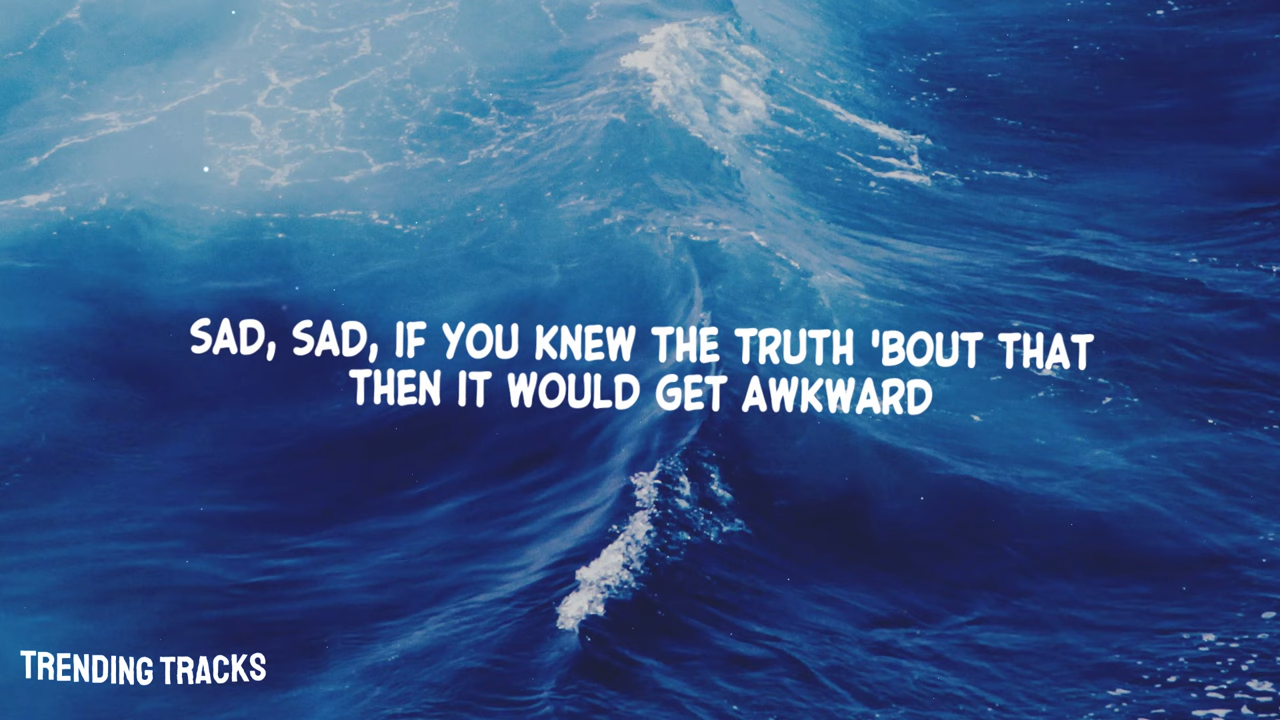 SAD, SAD, IF YOU KNEW THE TRUTH 'BOUT THAT
THEN IT WOULD GET AWKWARD
TRENDING TRACKS